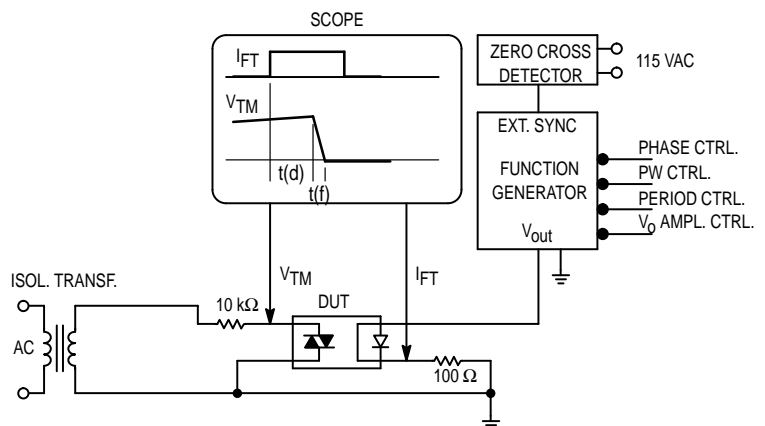 SCOPE
IFT
VTM
t(d)
t(f)
ZERO CROSS
DETECTOR
115 VAC
EXT. SYNC
FUNCTION
GENERATOR
Vout
PHASE CTRL.
PW CTRL.
PERIOD CTRL.
Vo AMPL. CTRL.
ISOL. TRANSF.
AC
10 kΩ
VTM
DUT
IFT
100 Ω